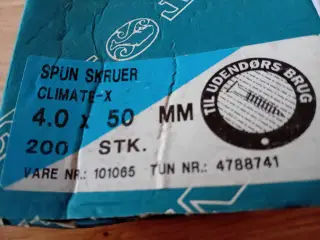 SPUN SKRUER
CLIMATE-X
4.0 x 50 MM
200 STK.
VARE NR.: 101065 TUN NR.: 4788741
TIL UDENDØRS BRUG